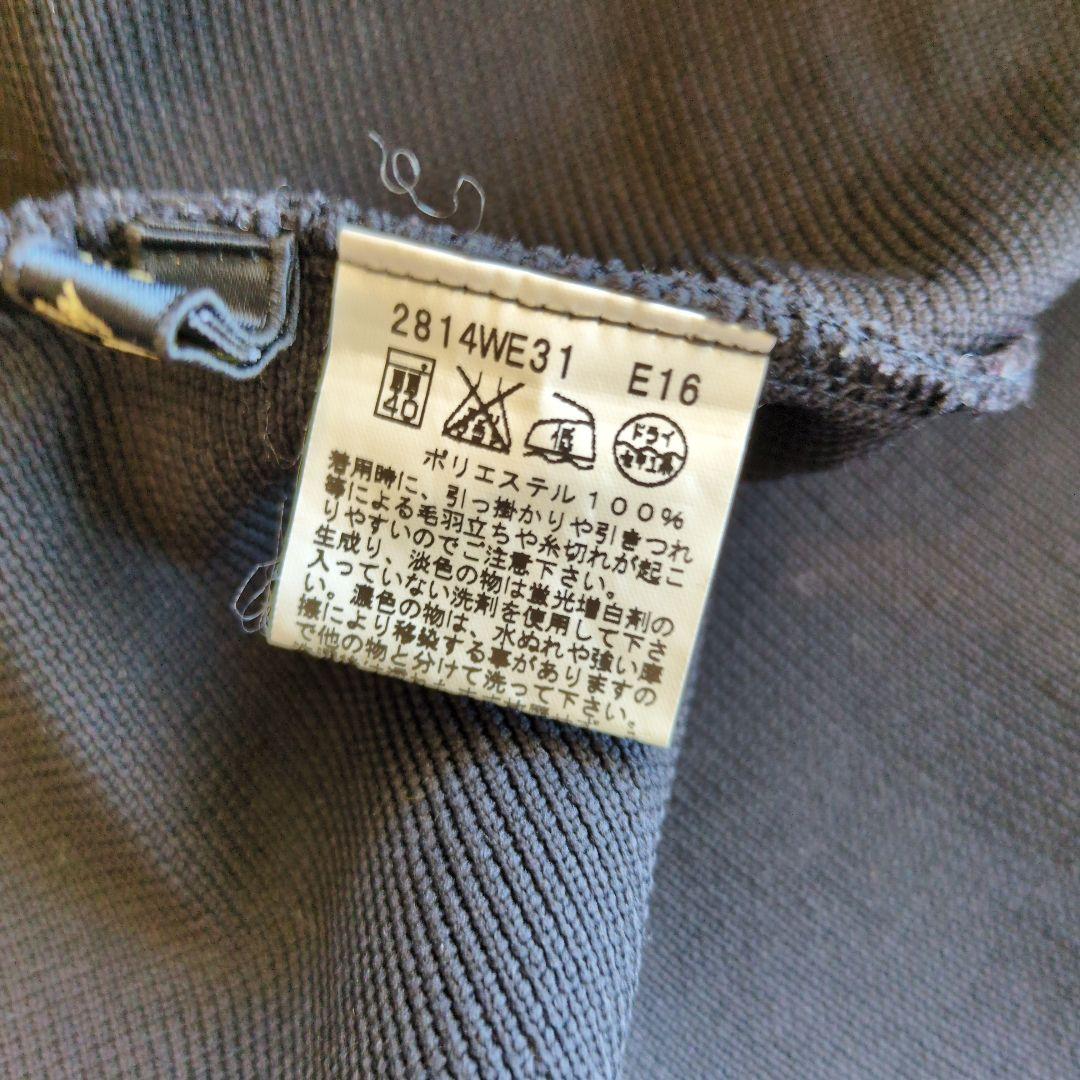 2814WE31 E16
40
低 ドライ
ポリエステル100%
着用時に、引っ掛かりや引きつれ
等による毛羽立ちや糸切れが起こ
りやすいのでご注意下さい。
生成り、淡色の物は蛍光増白剤の
入っていない洗剤を使用して下さ
い。濃色の物は、水ぬれや強い摩
擦により移染する事がありますの
で他の物と分けて洗って下さい。